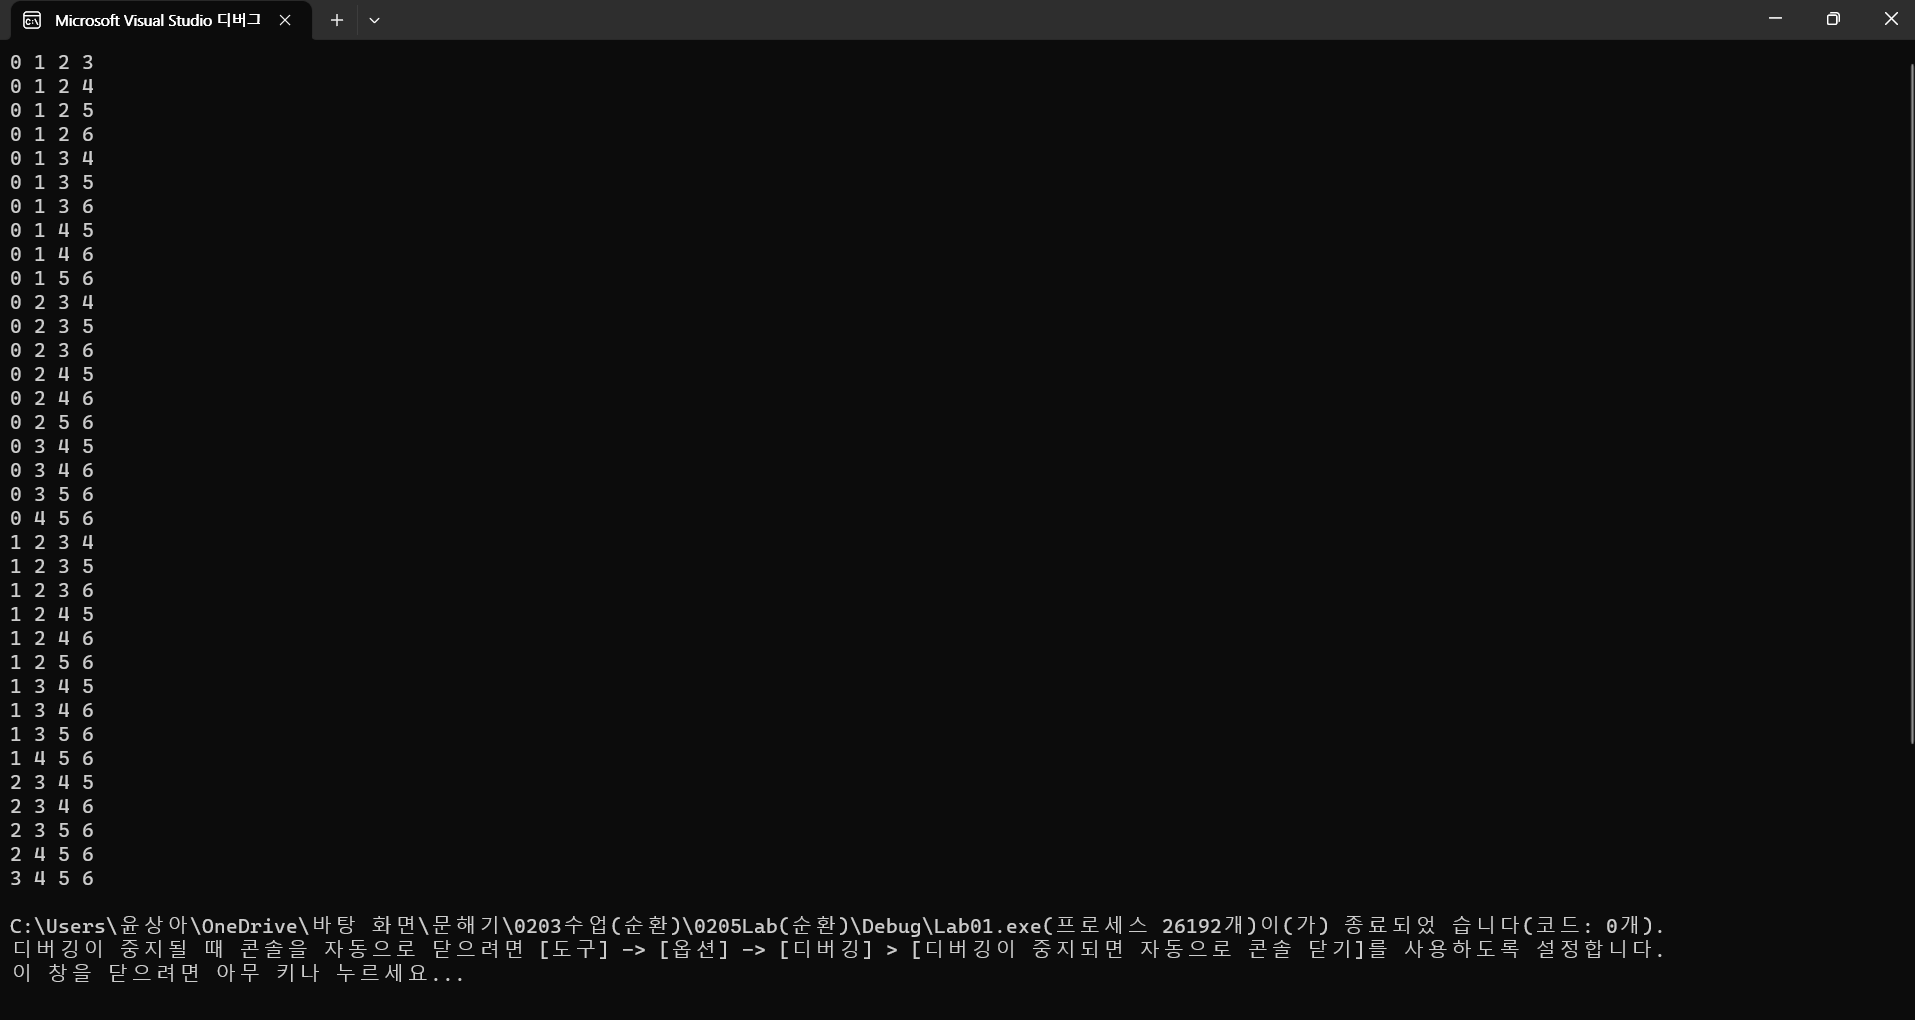 Microsoft Visual Studio 디버그
0 1 2 3
0 1 2 4
0 1 2 5
0 1 2 6
0 1 3 4
0 1 3 5
0 1 3 6
0 1 4 5
0 1 4 6
0 1 5 6
0 2 3 4
0 2 3 5
0 2 3 6
0 2 4 5
0 2 4 6
0 2 5 6
0 3 4 5
0 3 4 6
0 3 5 6
0 4 5 6
1 2 3 4
1 2 3 5
1 2 3 6
1 2 4 5
1 2 4 6
1 2 5 6
1 3 4 5
1 3 4 6
1 3 5 6
1 4 5 6
2 3 4 5
2 3 4 6
2 3 5 6
2 4 5 6
3 4 5 6
C:\Users\윤상아\OneDrive\바탕 화면\문해기\0203수업(순환)\0205Lab(순환)\Debug\Lab01.exe(프로세스 26192개)이(가) 종료되었 습니다(코드: 0개).
디버깅이 중지될 때 콘솔을 자동으로 닫으려면 [도구] -> [옵션] -> [디버깅] > [디버깅이 중지되면 자동으로 콘솔 닫기]를 사용하도록 설정합니다.
이 창을 닫으려면 아무 키나 누르세요...